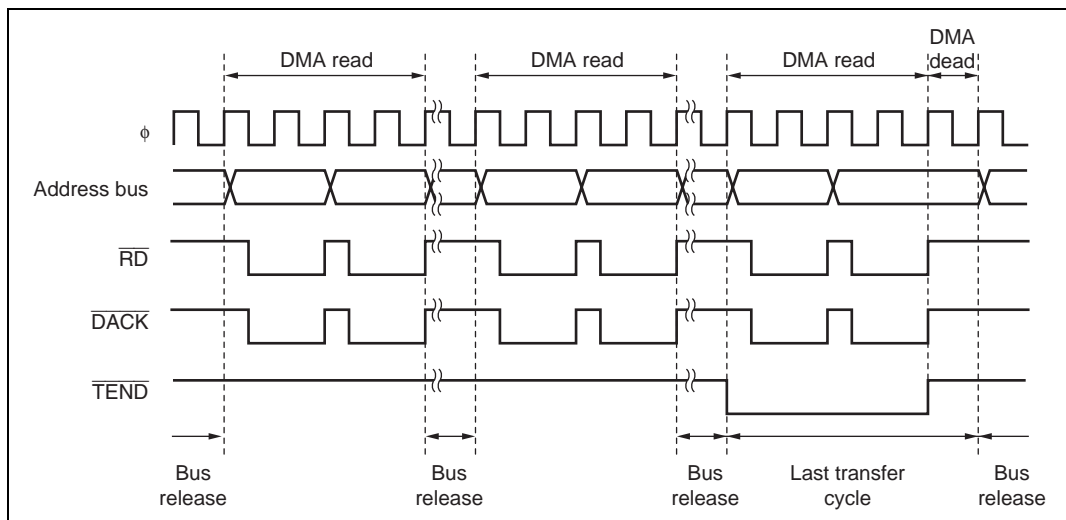 DMA read
DMA read
DMA read
DMA
dead
φ
Address bus
RD
DACK
TEND
Bus
release
Bus
release
Bus
release
Last transfer
cycle
Bus
release